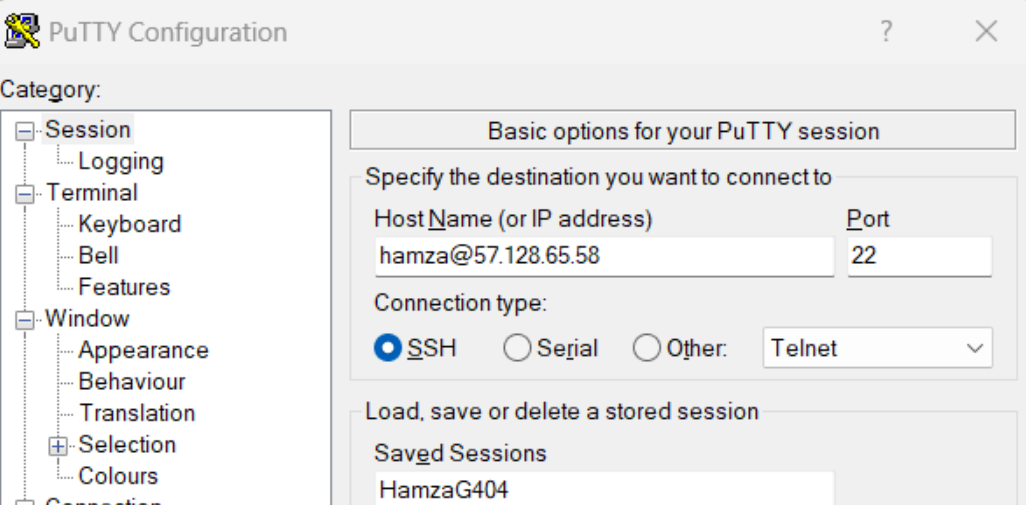 PuTTY Configuration
?
Category:
Session
Logging
Terminal
Keyboard
Bell
Features
Window
Appearance
Behaviour
Translation
Selection
Colours
Connection
Basic options for your PuTTY session
Specify the destination you want to connect to
Host Name (or IP address) Port
hamza@57.128.65.58 22
Connection type:
SSH Serial Other: Telnet
Load, save or delete a stored session
Saved Sessions
HamzaG404